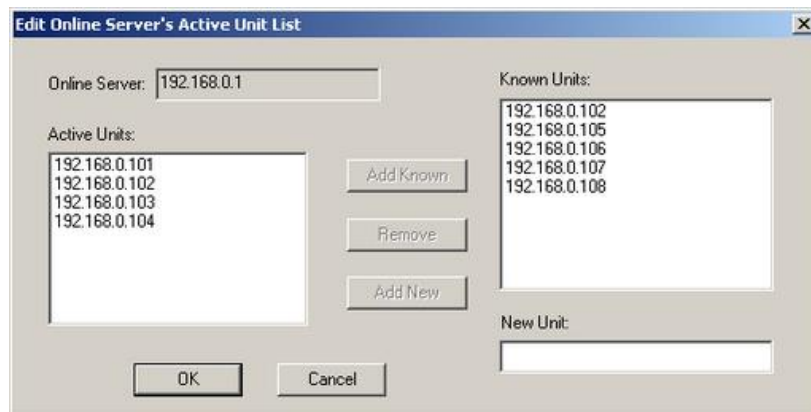 Edit Online Server's Active Unit List
Online Server: 192.168.0.1
Active Units:
192.168.0.101
192.168.0.102
192.168.0.103
192.168.0.104
Add Known
Remove
Add New
Known Units:
192.168.0.102
192.168.0.105
192.168.0.106
192.168.0.107
192.168.0.108
New Unit:
OK
Cancel